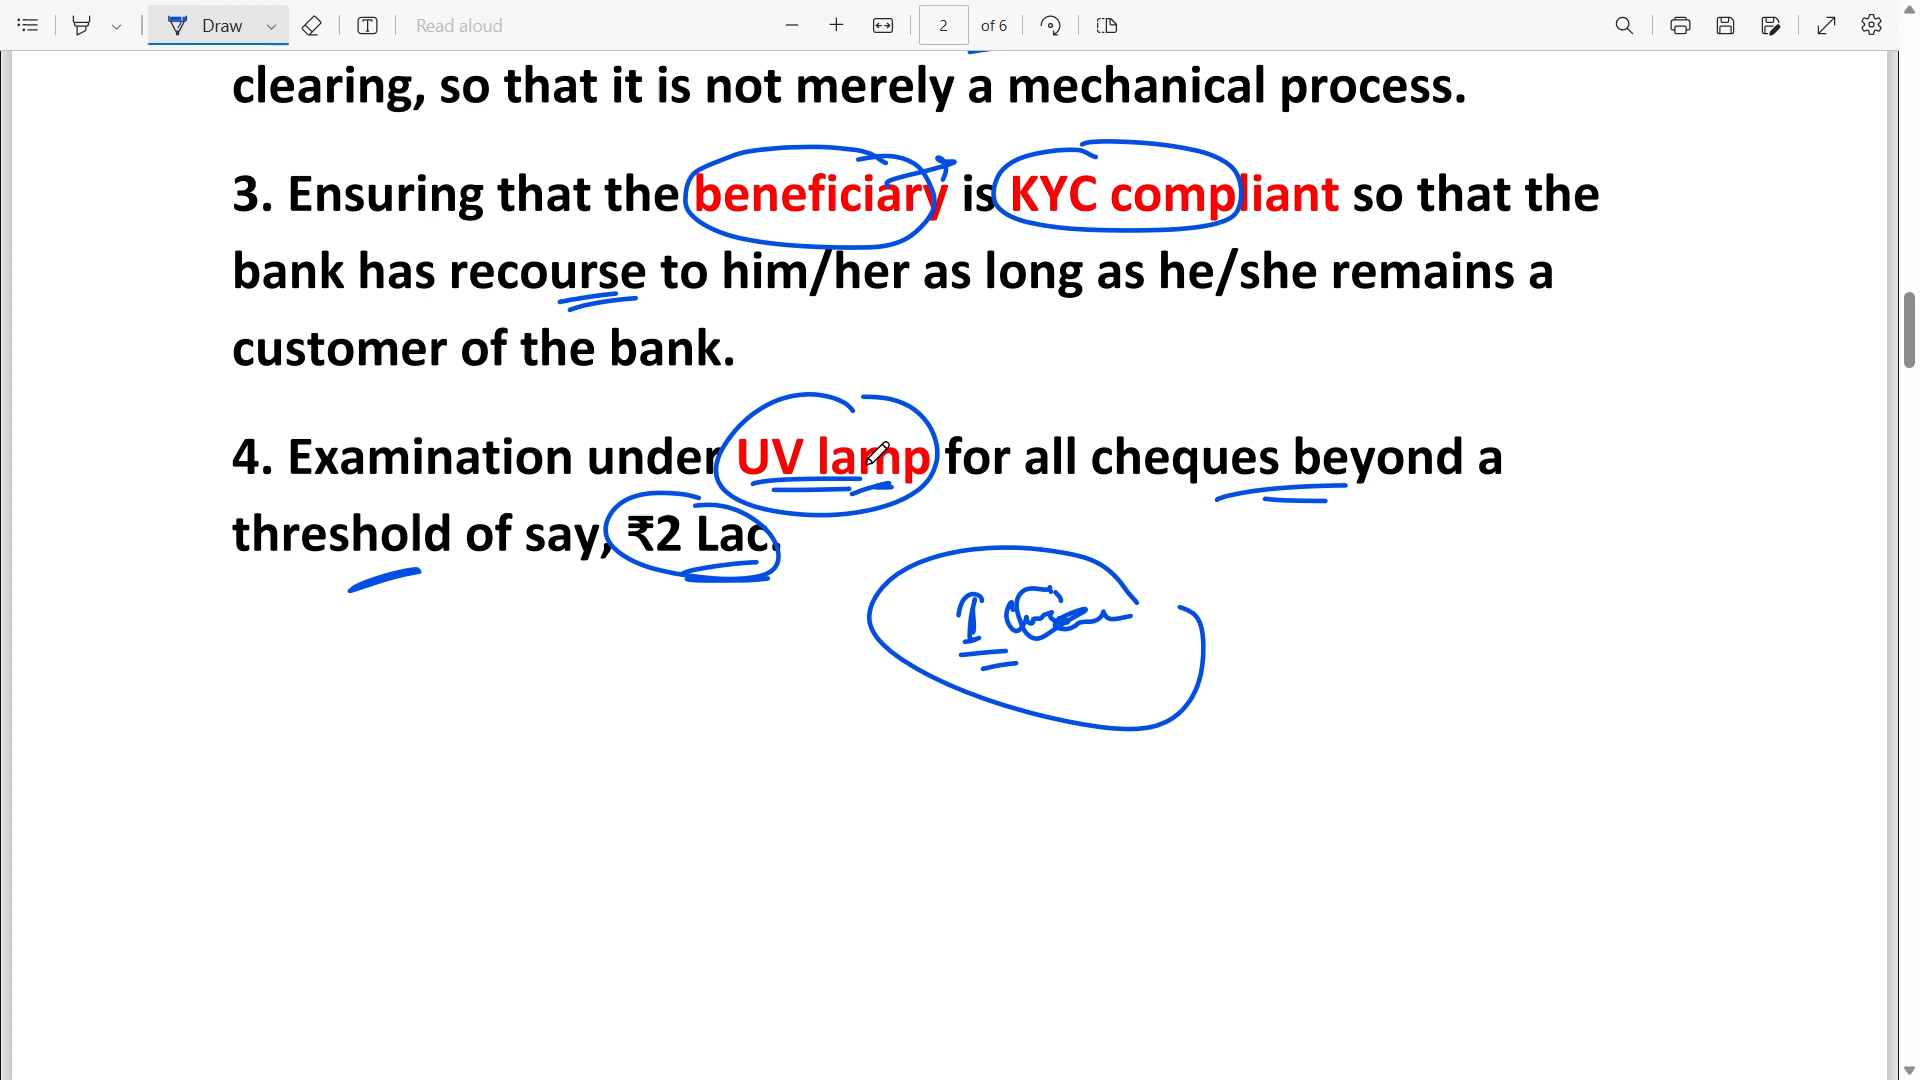 Draw
Read aloud
2
of 6
clearing, so that it is not merely a mechanical process.
3. Ensuring that the beneficiary is KYC compliant so that the
bank has recourse to him/her as long as he/she remains a
customer of the bank.
4. Examination under UV lamp for all cheques beyond a
threshold of say, ₹2 Lac.